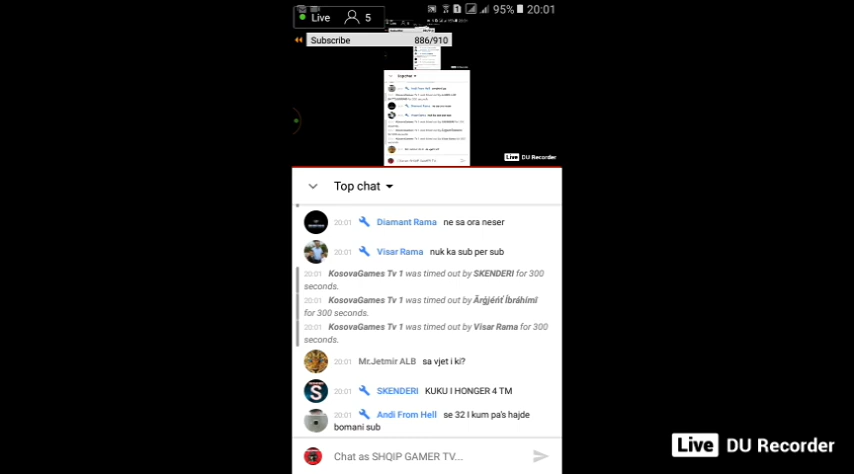 Live 5
95% 20:01
Subscribe 886/910
Top chat
Live DU Recorder
Top chat
20:01 Diamant Rama ne sa ora neser
20:01 Visar Rama nuk ka sub per sub
20:01 KosovaGames Tv 1 was timed out by SKENDERI for 300
seconds.
20:01 KosovaGames Tv 1 was timed out by Ãrģjéńť Íbráhímî
for 300 seconds.
20:01 KosovaGames Tv 1 was timed out by Visar Rama for 300
seconds.
20:01 Mr.Jetmir ALB sa vjet i ki?
20:01 SKENDERI KUKU I HONGER 4 TM
20:01 Andi From Hell se 32 I kum pa's hajde
bomani sub
Chat as SHQIP GAMER TV...
Live DU Recorder